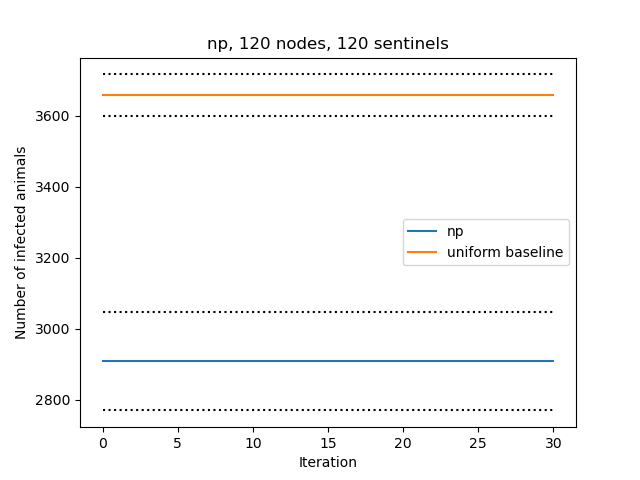 np, 120 nodes, 120 sentinels
Number of infected animals
3600
3400
3200
3000
2800
np
uniform baseline
0
5
10
15
20
25
30
Iteration